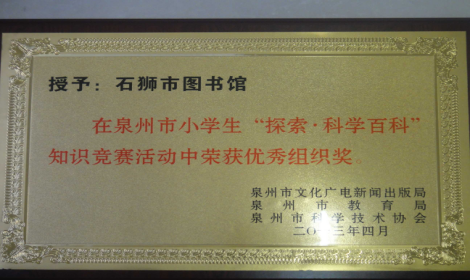 授予：石狮市图书馆
在泉州市小学生“探索·科学百科”
知识竞赛活动中荣获优秀组织奖。
泉州市文化广电新闻出版局
泉州市教育局
泉州市科学技术协会
二〇一三年四月